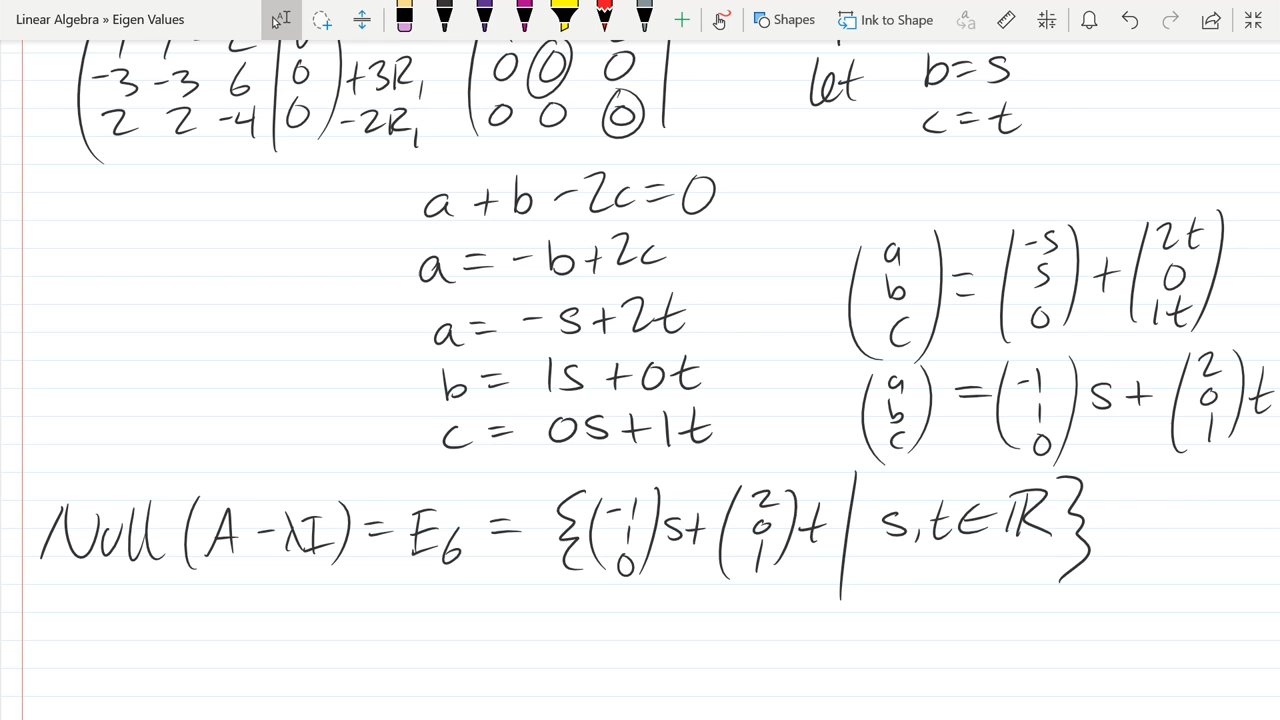 Linear Algebra » Eigen Values
Shapes
Ink to Shape
-3 -3 6 | 0 +3R₁
2 2 -4 | 0 -2R₁
0 0 0
0 0 0
let b = s
c = t
a + b - 2c = 0
a = -b + 2c
a = -s + 2t
b = 1s + 0t
c = 0s + 1t
(a b c) = (-s s 0) + (2t 0 1t)
(a b c) = (-1 1 0) s + (2 0 1) t
Null (A - λI) = E₆ = {(-1 1 0) s + (2 0 1) t | s, t ∈ ℝ}